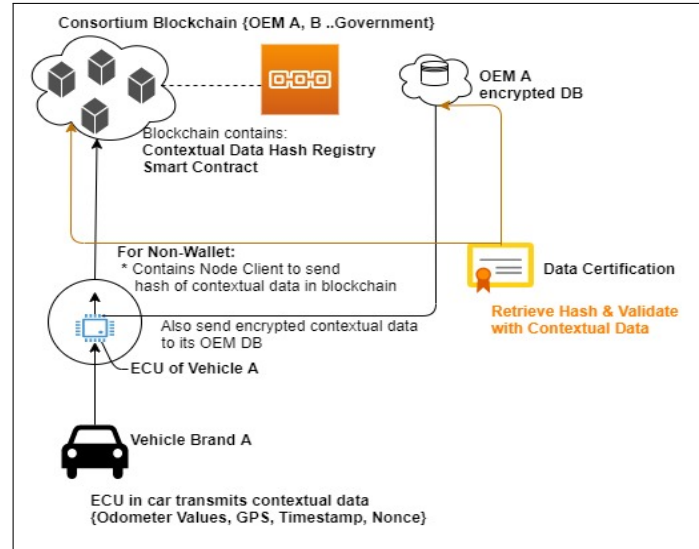 Consortium Blockchain {OEM A, B ..Government}
OEM A
encrypted DB
Blockchain contains:
Contextual Data Hash Registry
Smart Contract
For Non-Wallet:
* Contains Node Client to send
hash of contextual data in blockchain
Data Certification
Retrieve Hash & Validate
with Contextual Data
Also send encrypted contextual data
to its OEM DB
ECU of Vehicle A
Vehicle Brand A
ECU in car transmits contextual data
{Odometer Values, GPS, Timestamp, Nonce}